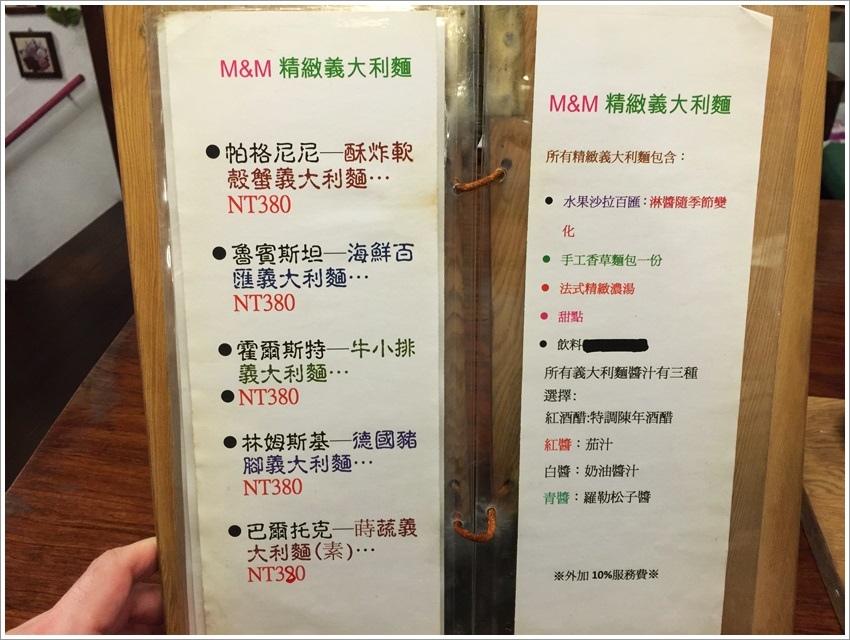 M&M 精緻義大利麵
●帕格尼尼—酥炸軟
殼蟹義大利麵…
NT380
●魯賓斯坦—海鮮百
匯義大利麵…
NT380
●霍爾斯特—牛小排
義大利麵…
●NT380
●林姆斯基—德國豬
腳義大利麵…
NT380
●巴爾托克—蒔蔬義
大利麵(素)…
NT380
M&M 精緻義大利麵
所有精緻義大利麵包含：
● 水果沙拉百匯：淋醬隨季節變
化
● 手工香草麵包一份
● 法式精緻濃湯
● 甜點
● 飲料
所有義大利麵醬汁有三種
選擇:
紅酒醋:特調陳年酒醋
紅醬：茄汁
白醬：奶油醬汁
青醬：羅勒松子醬
※外加 10%服務費※